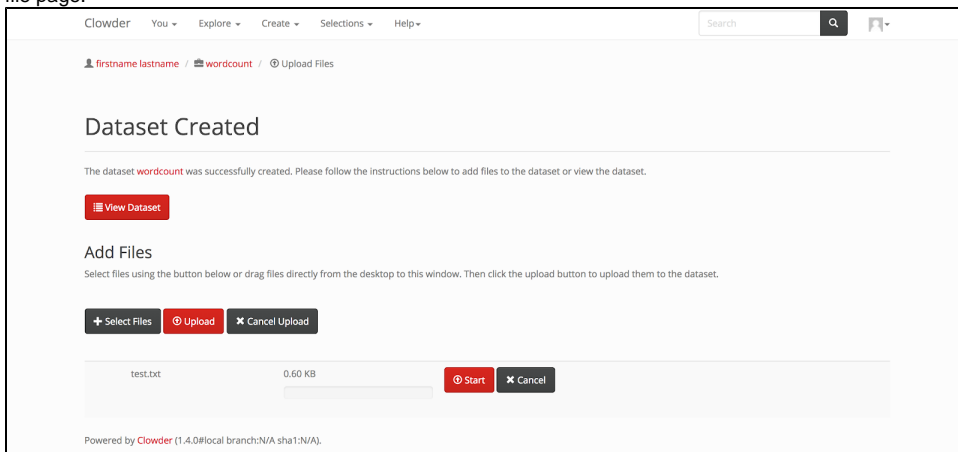 file page.
Clowder You Explore Create Selections Help Search
firstname lastname / wordcount / Upload Files
Dataset Created
The dataset wordcount was successfully created. Please follow the instructions below to add files to the dataset or view the dataset.
View Dataset
Add Files
Select files using the button below or drag files directly from the desktop to this window. Then click the upload button to upload them to the dataset.
Select Files Upload Cancel Upload
test.txt 0.60 KB Start Cancel
Powered by Clowder (1.4.0#local branch:N/A sha1:N/A).